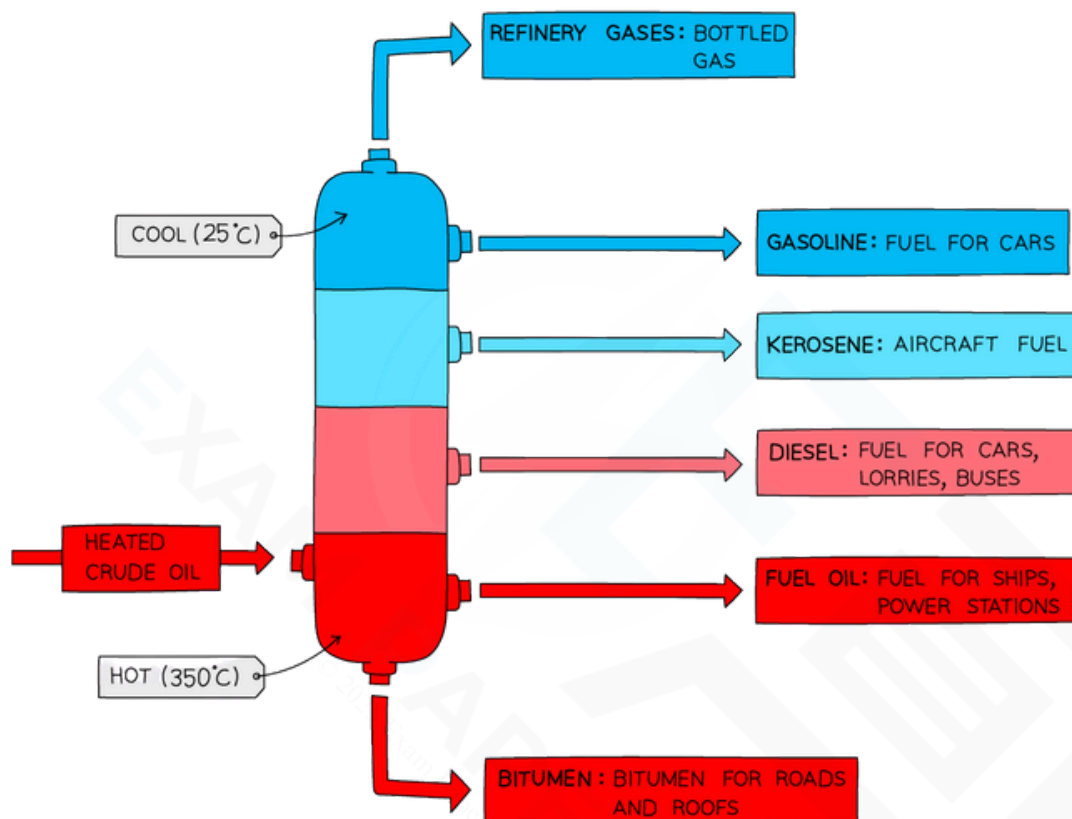 REFINERY GASES: BOTTLED
GAS
COOL (25°C)
GASOLINE: FUEL FOR CARS
KEROSENE: AIRCRAFT FUEL
DIESEL: FUEL FOR CARS,
LORRIES, BUSES
HEATED
CRUDE OIL
FUEL OIL: FUEL FOR SHIPS,
POWER STATIONS
HOT (350°C)
BITUMEN: BITUMEN FOR ROADS
AND ROOFS